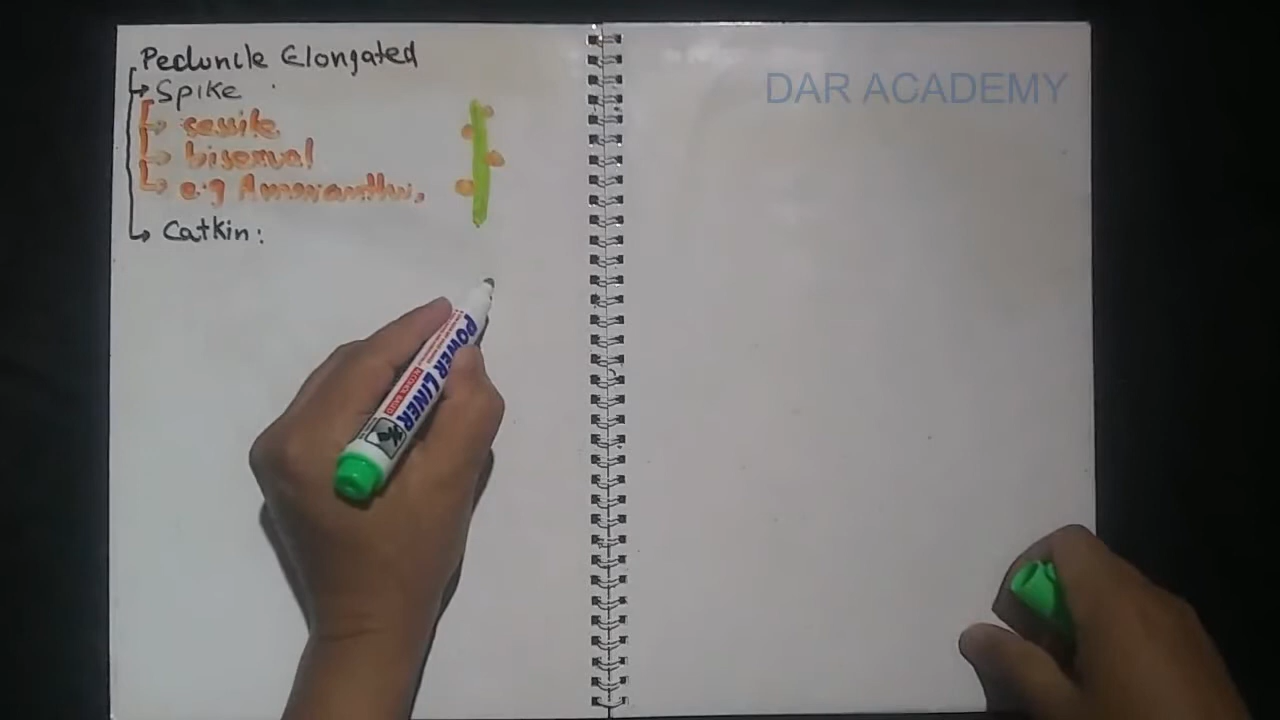 Peduncle Elongated
Spike
sessile
bisexual
e.g Amaranthus
Catkin:
DAR ACADEMY
POWER LINER